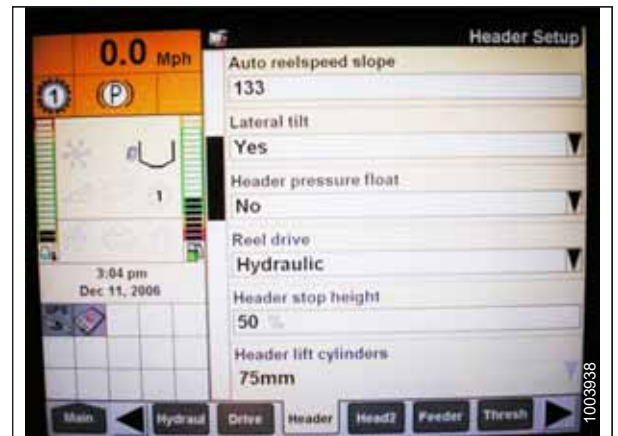 0.0 Mph
Header Setup
Auto reelspeed slope
133
1
(P)
Lateral tilt
Yes
1
Header pressure float
No
Reel drive
Hydraulic
3:04 pm
Dec 11, 2006
Header stop height
50 %
Header lift cylinders
75mm
Main
Hydraul
Drive
Header
Head2
Feeder
Thresh
1003938